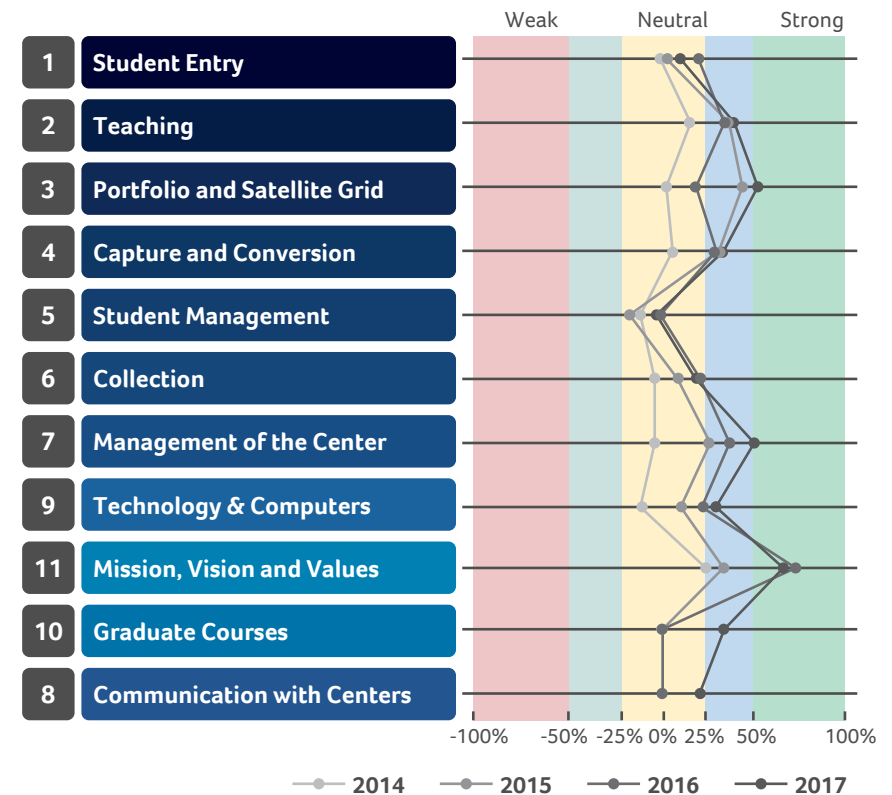 Weak Neutral Strong
1 Student Entry
2 Teaching
3 Portfolio and Satellite Grid
4 Capture and Conversion
5 Student Management
6 Collection
7 Management of the Center
9 Technology & Computers
11 Mission, Vision and Values
10 Graduate Courses
8 Communication with Centers
-100% -50% -25% 0% 25% 50% 100%
2014 2015 2016 2017